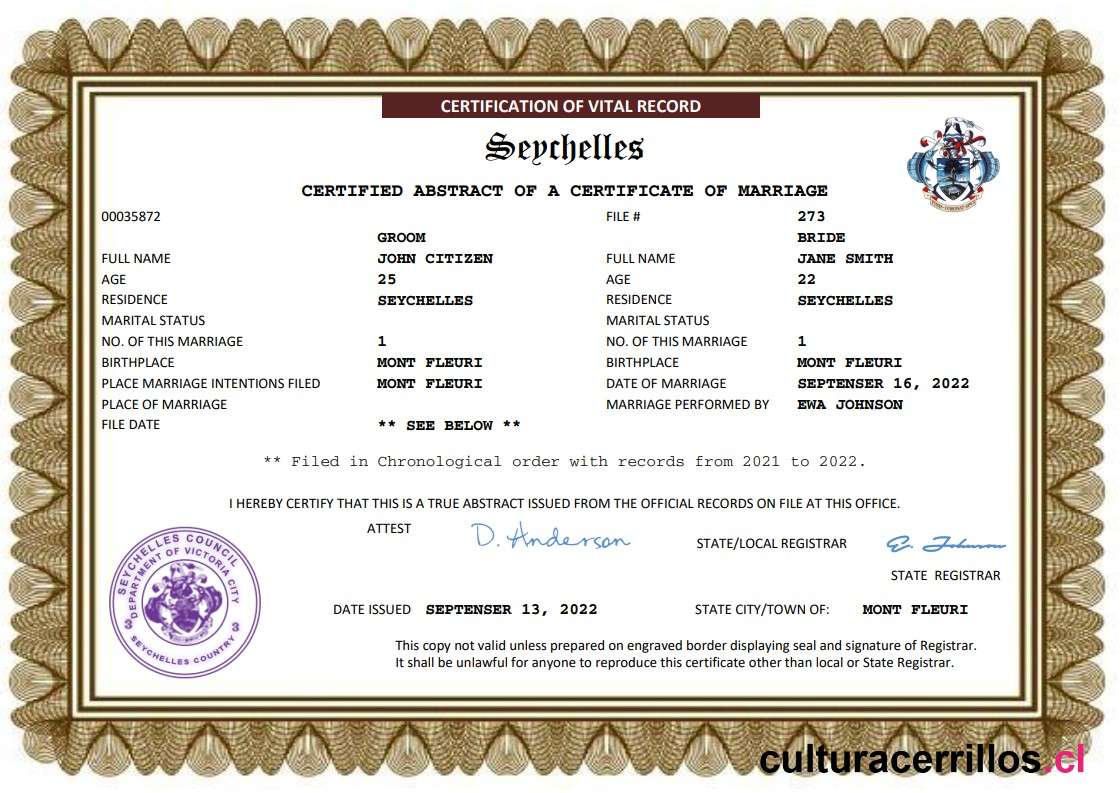 CERTIFICATION OF VITAL RECORD
Seychelles
CERTIFIED ABSTRACT OF A CERTIFICATE OF MARRIAGE
00035872 FILE # 273
GROOM BRIDE
FULL NAME JOHN CITIZEN FULL NAME JANE SMITH
AGE 25 AGE 22
RESIDENCE SEYCHELLES RESIDENCE SEYCHELLES
MARITAL STATUS MARITAL STATUS
NO. OF THIS MARRIAGE 1 NO. OF THIS MARRIAGE 1
BIRTHPLACE MONT FLEURI BIRTHPLACE MONT FLEURI
PLACE MARRIAGE INTENTIONS FILED MONT FLEURI DATE OF MARRIAGE SEPTENSER 16, 2022
PLACE OF MARRIAGE MARRIAGE PERFORMED BY EWA JOHNSON
FILE DATE ** SEE BELOW **
** Filed in Chronological order with records from 2021 to 2022.
I HEREBY CERTIFY THAT THIS IS A TRUE ABSTRACT ISSUED FROM THE OFFICIAL RECORDS ON FILE AT THIS OFFICE.
ATTEST D. Anderson STATE/LOCAL REGISTRAR E. Johnson
STATE REGISTRAR
SEYCHELLES COUNCIL
DEPARTMENT OF VICTORIA CITY
3 3
SEYCHELLES COUNTRY
DATE ISSUED SEPTENSER 13, 2022 STATE CITY/TOWN OF: MONT FLEURI
This copy not valid unless prepared on engraved border displaying seal and signature of Registrar.
It shall be unlawful for anyone to reproduce this certificate other than local or State Registrar.
culturacerrillos.cl